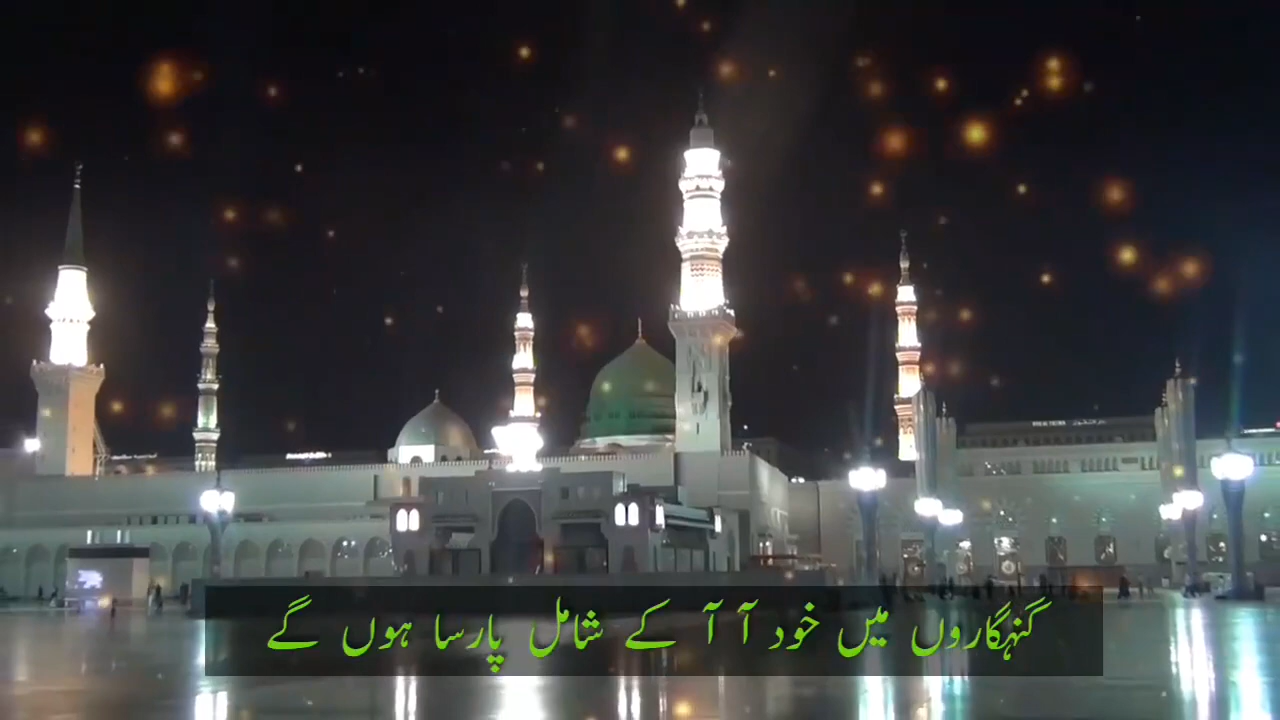 گنہگاروں میں خود آ آ کے شامل پارسا ہوں گے